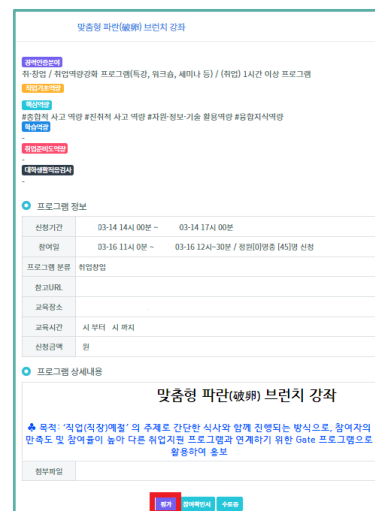 맞춤형 파란(破卵) 브런치 강좌
경력인증분야
취·창업 / 취업역량강화 프로그램(특강, 워크숍, 세미나 등) / (취업) 1시간 이상 프로그램
직업기초역량
-
핵심역량
#종합적 사고 역량 #진취적 사고 역량 #자원·정보·기술 활용역량 #융합지식역량
학습역량
-
취업준비도역량
-
대학생활적응검사
-
프로그램 정보
신청기간 03-14 14시 00분 ~ 03-14 17시 00분
참여일 03-16 11시 0분 ~ 03-16 12시~30분 / 정원[0]명중 [45]명 신청
프로그램 분류 취업창업
참고URL
교육장소
교육시간 시 부터 시 까지
신청금액 원
프로그램 상세내용
맞춤형 파란(破卵) 브런치 강좌
♣ 목적: ‘직업(직장)예절’ 의 주제로 간단한 식사와 함께 진행되는 방식으로, 참여자의
만족도 및 참여율이 높아 다른 취업지원 프로그램과 연계하기 위한 Gate 프로그램으로
활용하여 홍보
첨부파일
평가 참여확인서 수료증